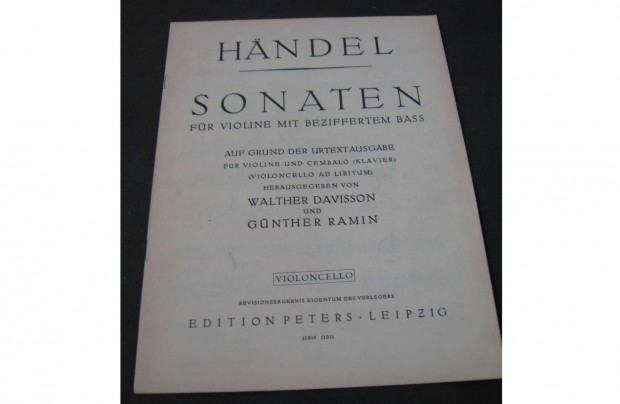 HÄNDEL
SONATEN
FÜR VIOLINE MIT BEZIFFERTEM BASS
AUF GRUND DER URTEXTAUSGABE
FÜR VIOLINE UND CEMBALO (KLAVIER)
(VIOLONCELLO AD LIBITUM)
HERAUSGEGEBEN VON
WALTHER DAVISSON
UND
GÜNTHER RAMIN
VIOLONCELLO
REVISIONSERGEBNIS EIGENTUM DES VERLEGERS
EDITION PETERS · LEIPZIG